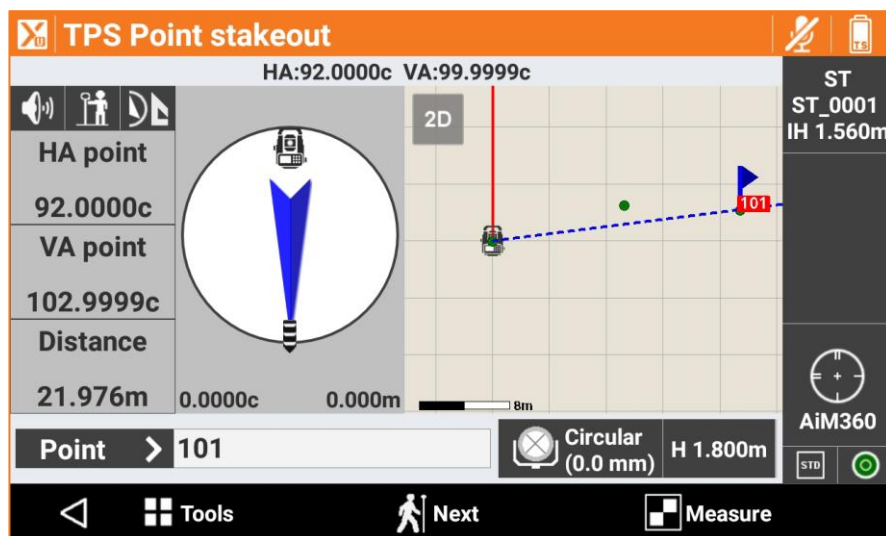 TPS Point stakeout
TS
HA:92.0000c VA:99.9999c
ST
ST_0001
IH 1.560m
2D
HA point
92.0000c
VA point
102.9999c
Distance
21.976m
0.0000c 0.000m
101
8m
AiM360
Point > 101
Circular
(0.0 mm)
H 1.800m
STD
Tools
Next
Measure